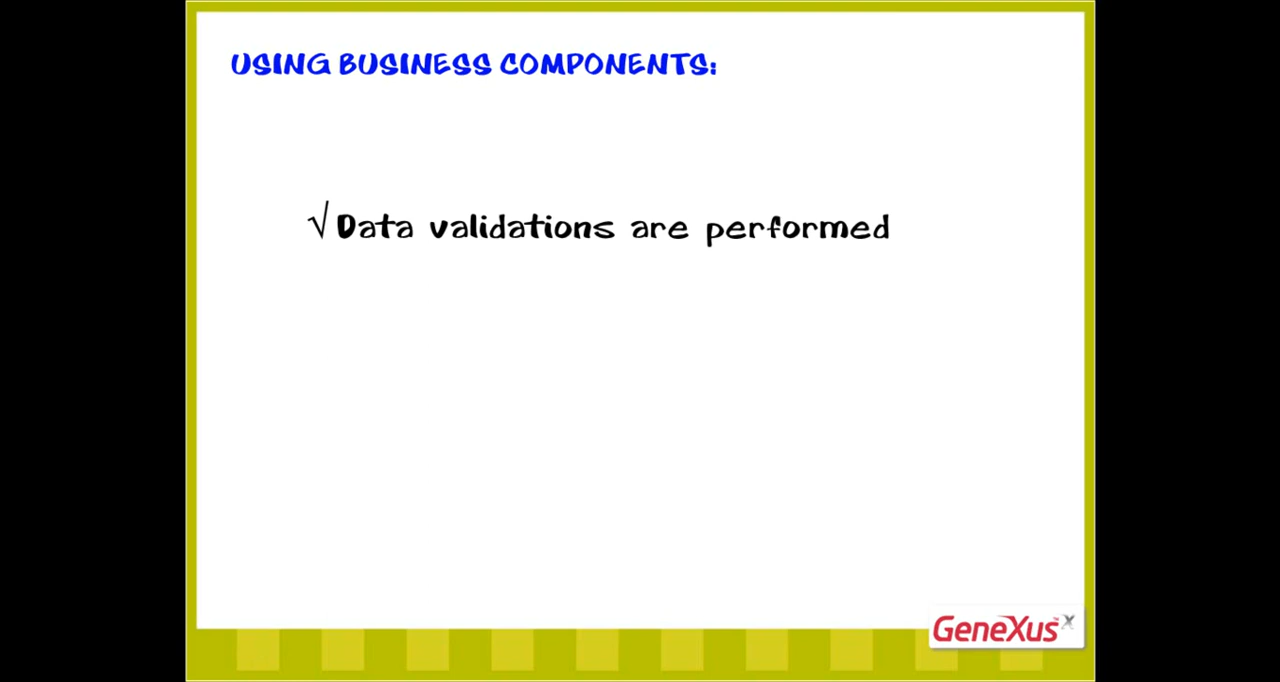 USING BUSINESS COMPONENTS:
√ Data validations are performed
GeneXus X